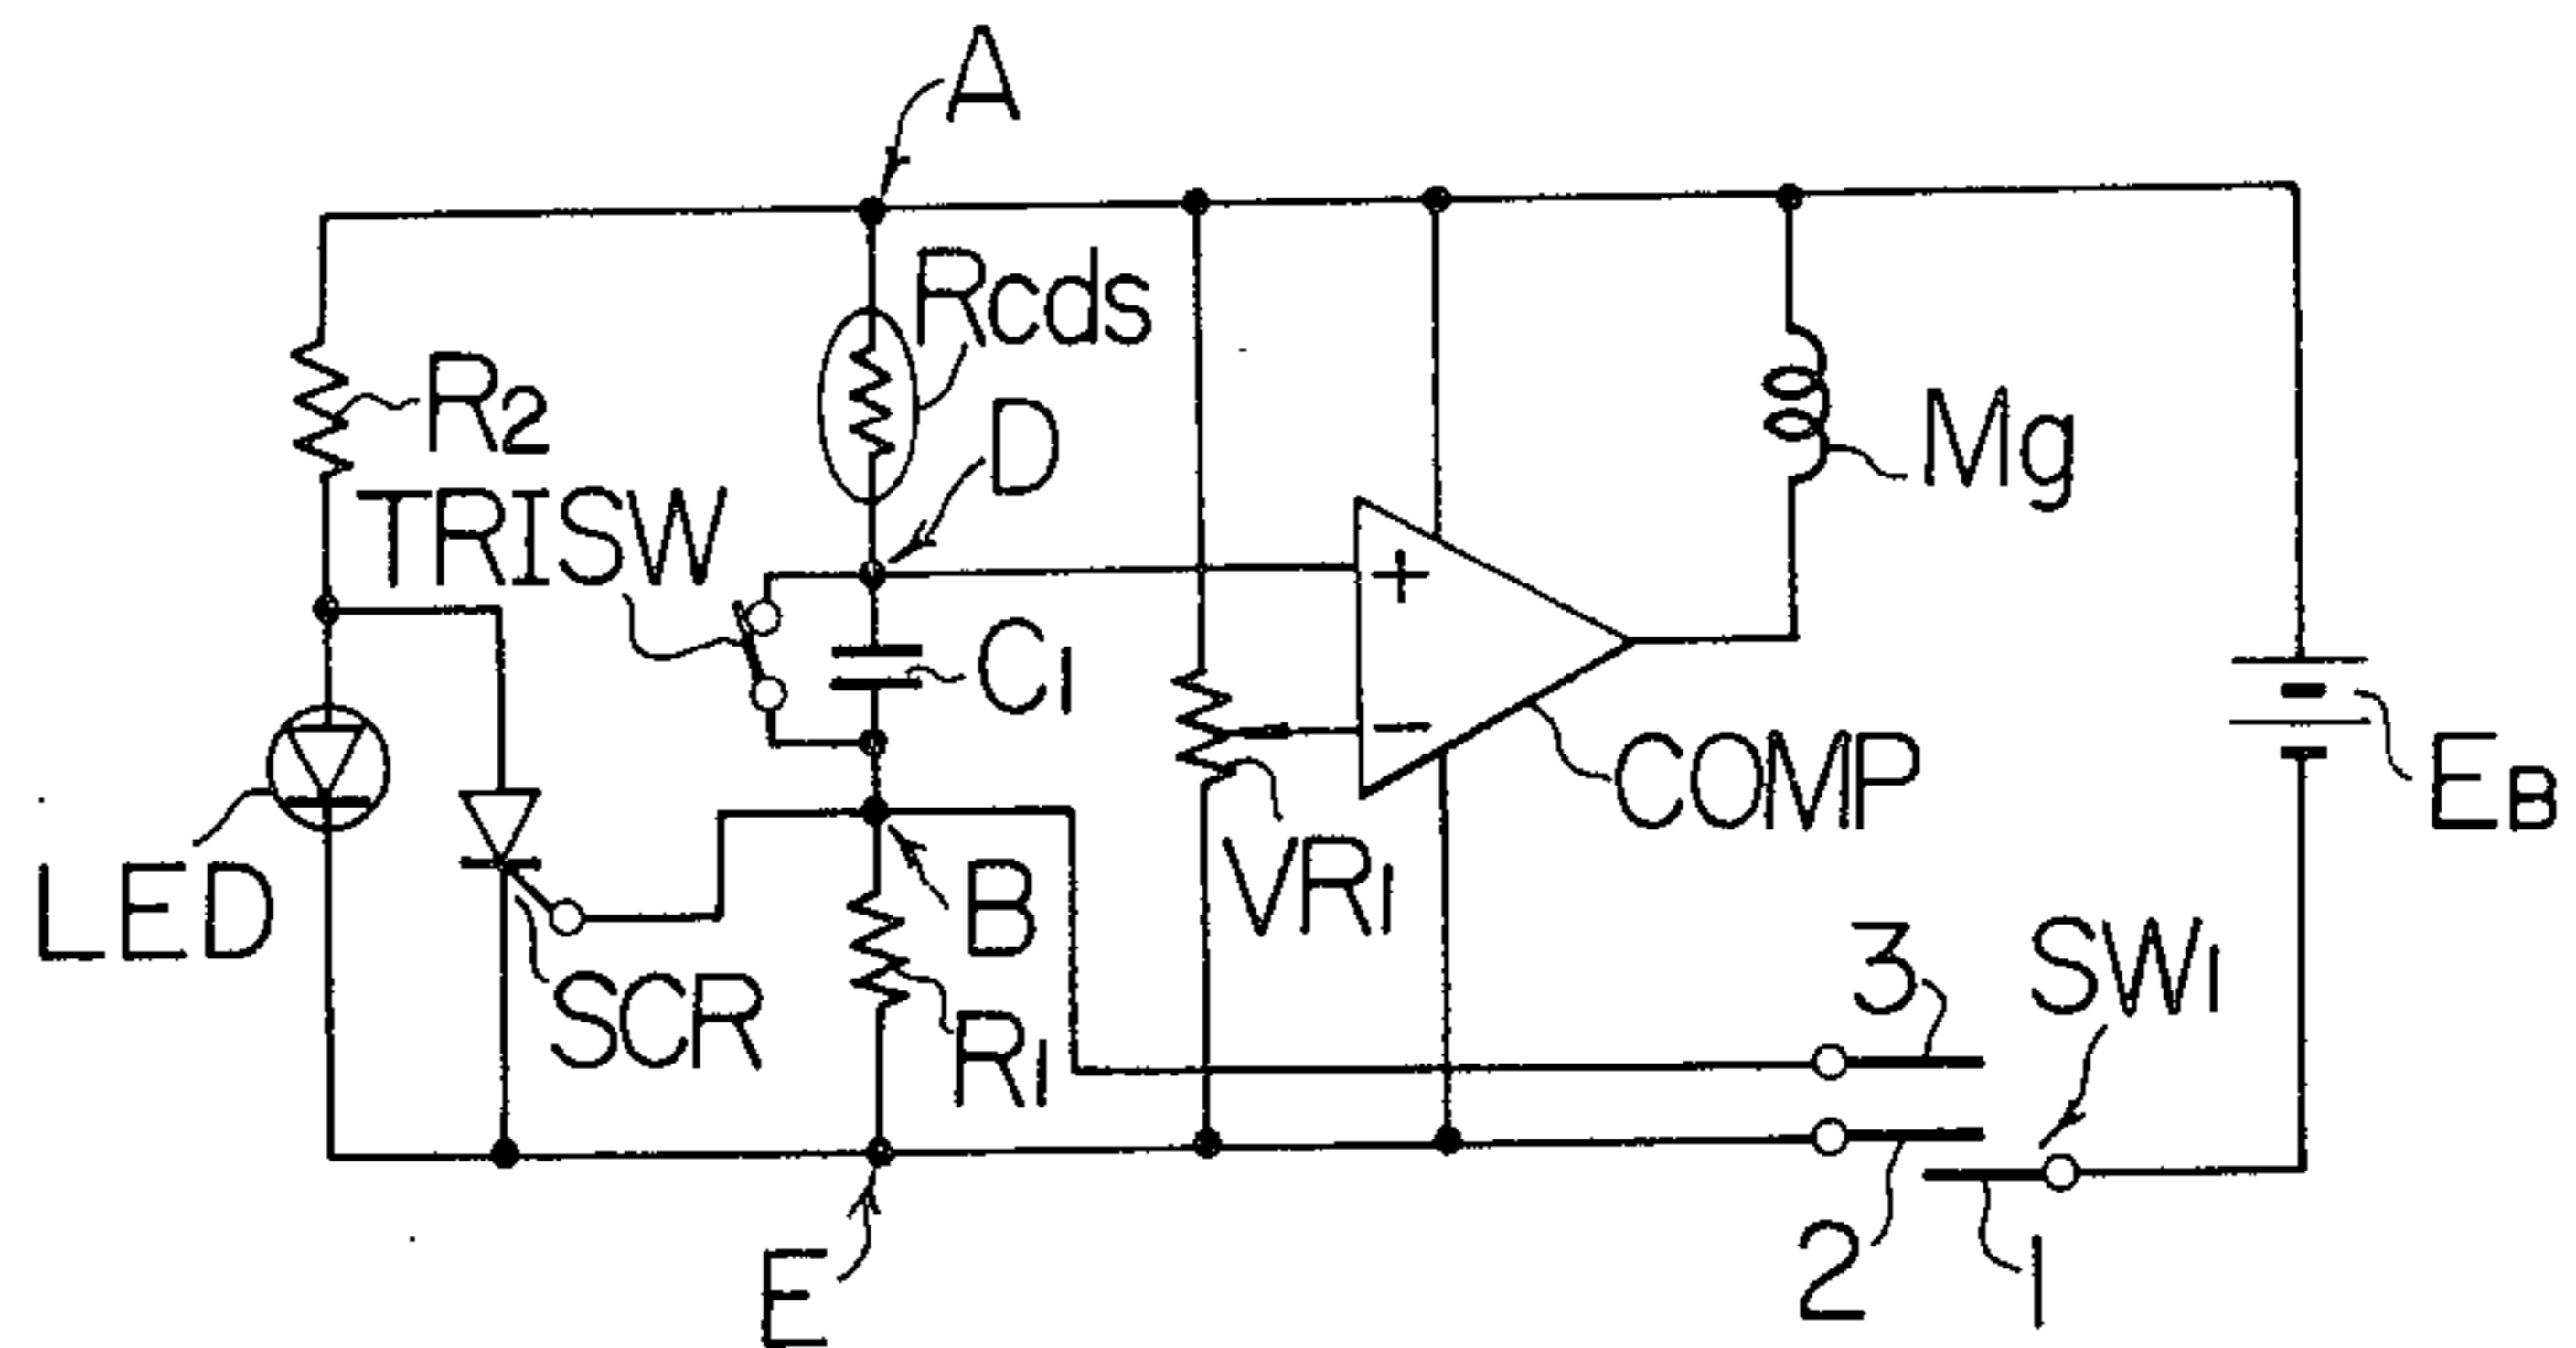 A
Rcds
R2
D
Mg
TRISW
C1
+
−
COMP
EB
LED
VR1
B
SCR
R1
3
SW1
2
1
E